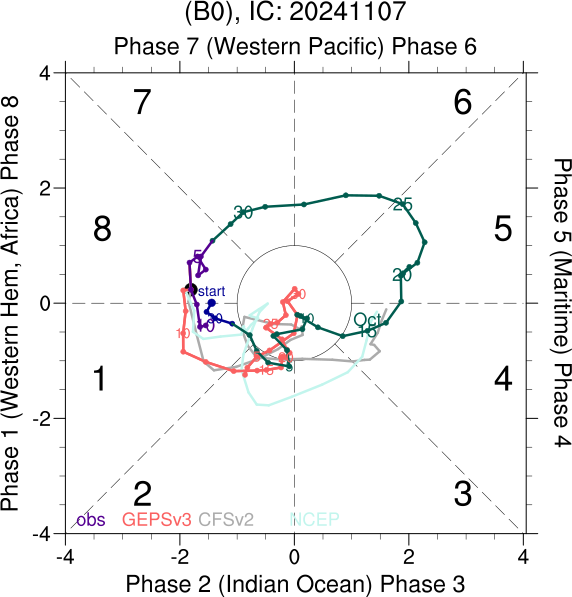 (B0), IC: 20241107
Phase 7 (Western Pacific) Phase 6
Phase 1 (Western Hem, Africa) Phase 8
Phase 5 (Maritime) Phase 4
4
2
0
-2
-4
7
6
8
5
1
4
2
3
30
25
20
15
Oct
5
start
10
15
obs GEPSv3 CFSv2 NCEP
-4 -2 0 2 4
Phase 2 (Indian Ocean) Phase 3